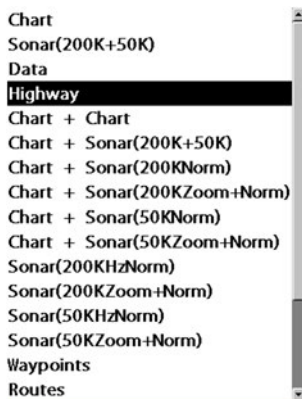 Chart
Sonar(200K+50K)
Data
Highway
Chart + Chart
Chart + Sonar(200K+50K)
Chart + Sonar(200KNorm)
Chart + Sonar(200KZoom+Norm)
Chart + Sonar(50KNorm)
Chart + Sonar(50KZoom+Norm)
Sonar(200KHzNorm)
Sonar(200KZoom+Norm)
Sonar(50KHzNorm)
Sonar(50KZoom+Norm)
Waypoints
Routes